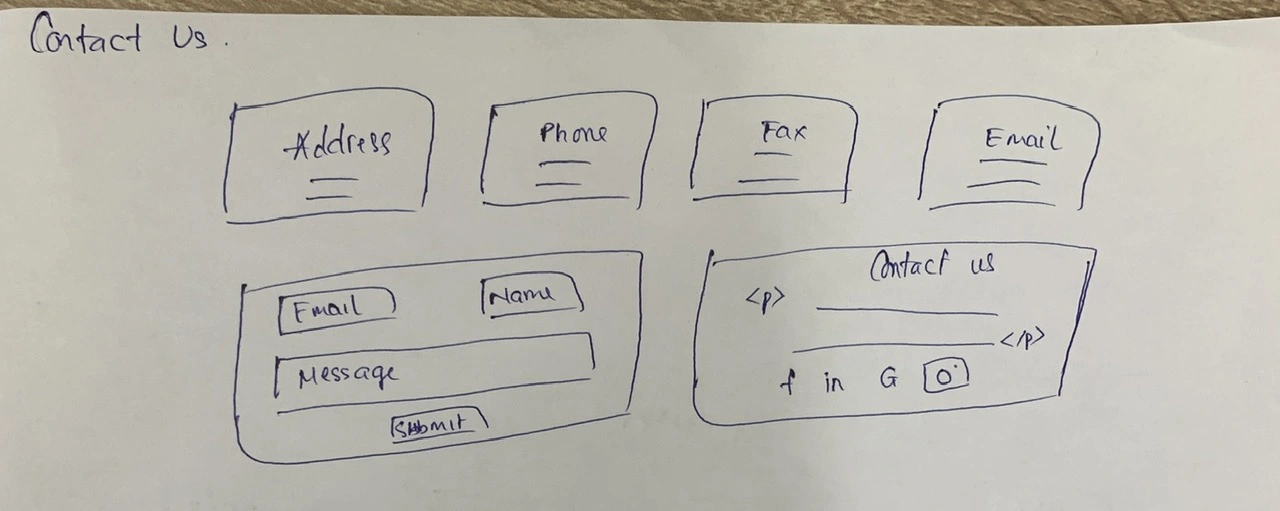 Contact Us.
Address
Phone
Fax
Email
Email
Name
Message
Submit
Contact us
<p>
</p>
f in G